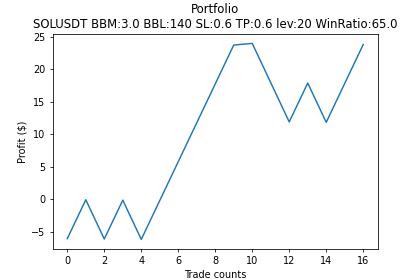 Portfolio
SOLUSDT BBM:3.0 BBL:140 SL:0.6 TP:0.6 lev:20 WinRatio:65.0
25
20
15
10
5
0
−5
Profit ($)
0 2 4 6 8 10 12 14 16
Trade counts